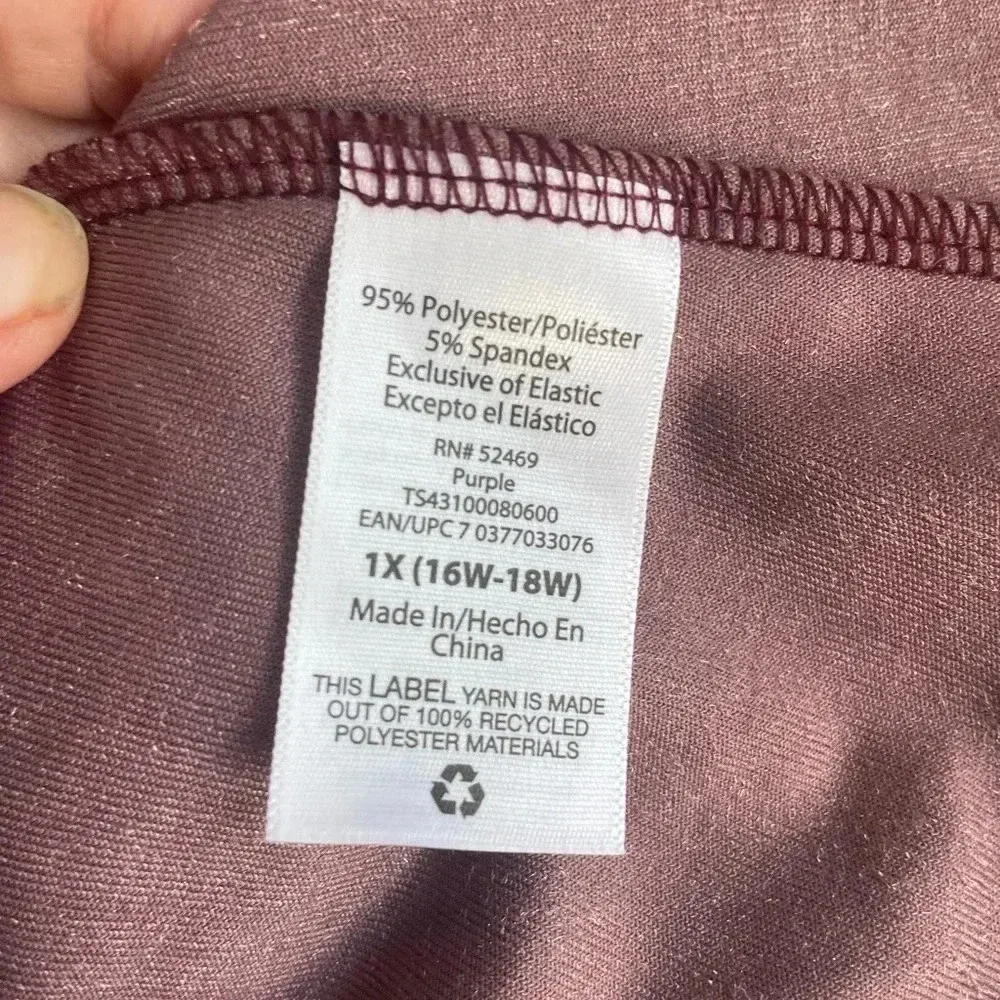 95% Polyester/Poliéster
5% Spandex
Exclusive of Elastic
Excepto el Elástico
RN# 52469
Purple
TS43100080600
EAN/UPC 7 0377033076
1X (16W-18W)
Made In/Hecho En
China
THIS LABEL YARN IS MADE
OUT OF 100% RECYCLED
POLYESTER MATERIALS